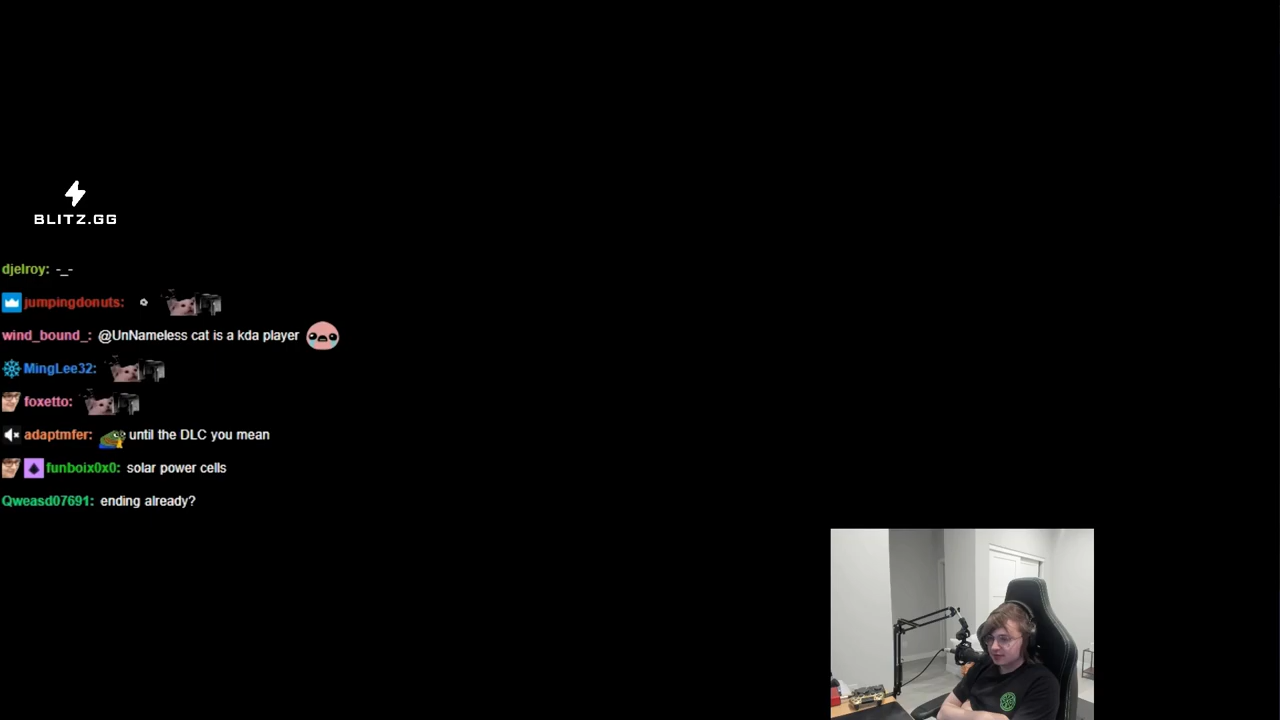 BLITZ.GG
djelroy: -_-
jumpingdonuts:
wind_bound_: @UnNameless cat is a kda player
MingLee32:
foxetto:
adaptmfer: until the DLC you mean
funboix0x0: solar power cells
Qweasd07691: ending already?